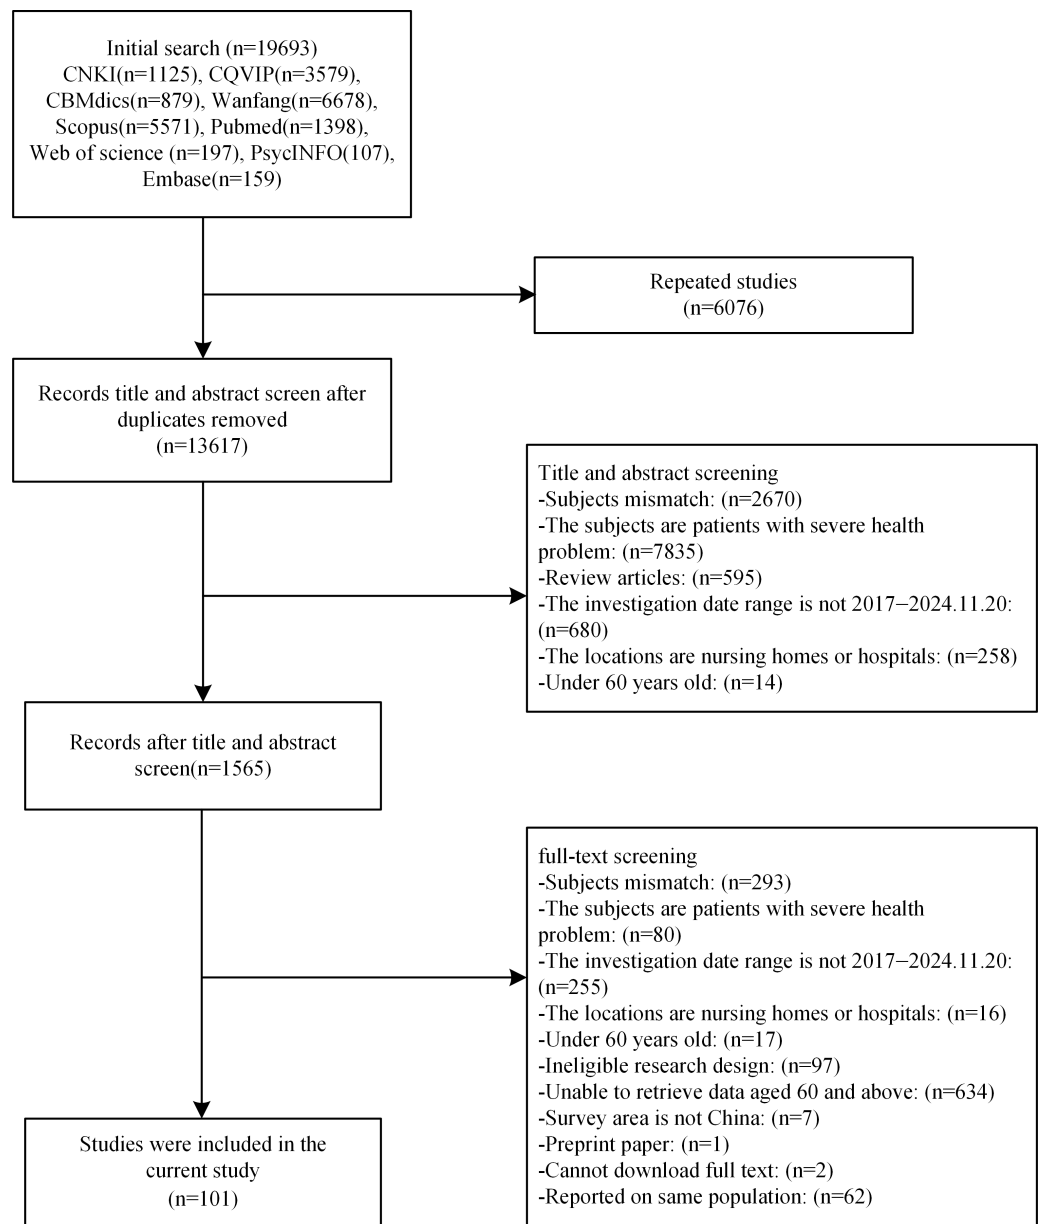 Initial search (n=19693)
CNKI(n=1125), CQVIP(n=3579),
CBMdics(n=879), Wanfang(n=6678),
Scopus(n=5571), Pubmed(n=1398),
Web of science (n=197), PsycINFO(107),
Embase(n=159)
Repeated studies
(n=6076)
Records title and abstract screen after
duplicates removed
(n=13617)
Title and abstract screening
-Subjects mismatch: (n=2670)
-The subjects are patients with severe health
problem: (n=7835)
-Review articles: (n=595)
-The investigation date range is not 2017−2024.11.20:
(n=680)
-The locations are nursing homes or hospitals: (n=258)
-Under 60 years old: (n=14)
Records after title and abstract
screen(n=1565)
full-text screening
-Subjects mismatch: (n=293)
-The subjects are patients with severe health
problem: (n=80)
-The investigation date range is not 2017−2024.11.20:
(n=255)
-The locations are nursing homes or hospitals: (n=16)
-Under 60 years old: (n=17)
-Ineligible research design: (n=97)
-Unable to retrieve data aged 60 and above: (n=634)
-Survey area is not China: (n=7)
-Preprint paper: (n=1)
-Cannot download full text: (n=2)
-Reported on same population: (n=62)
Studies were included in the
current study
(n=101)